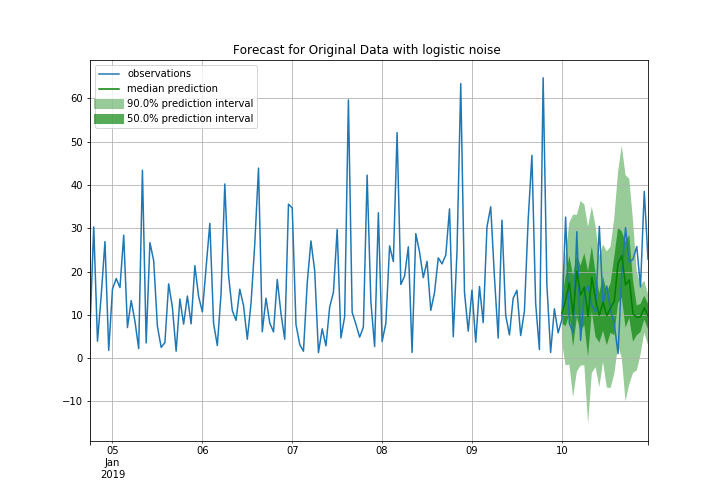 Forecast for Original Data with logistic noise
observations
median prediction
90.0% prediction interval
50.0% prediction interval
60
50
40
30
20
10
0
−10
05 06 07 08 09 10
Jan
2019